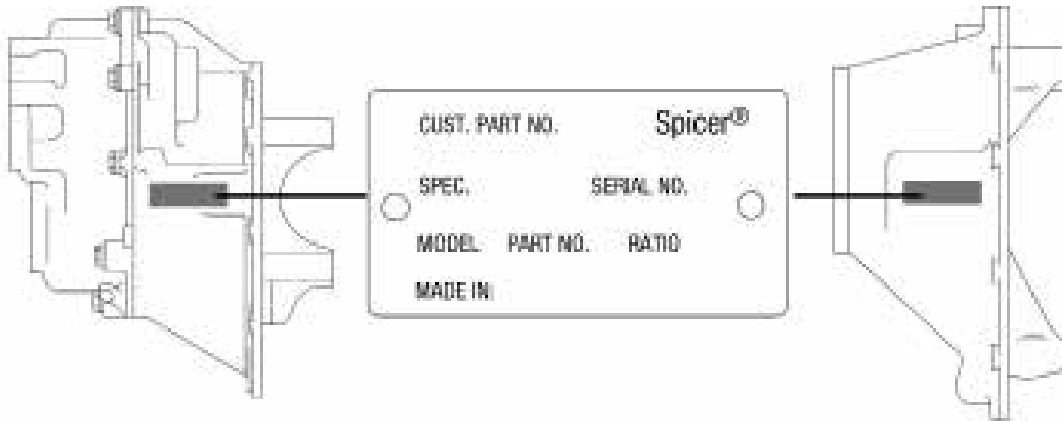 CUST. PART NO. Spicer®
SPEC. SERIAL NO.
MODEL PART NO. RATIO
MADE IN: